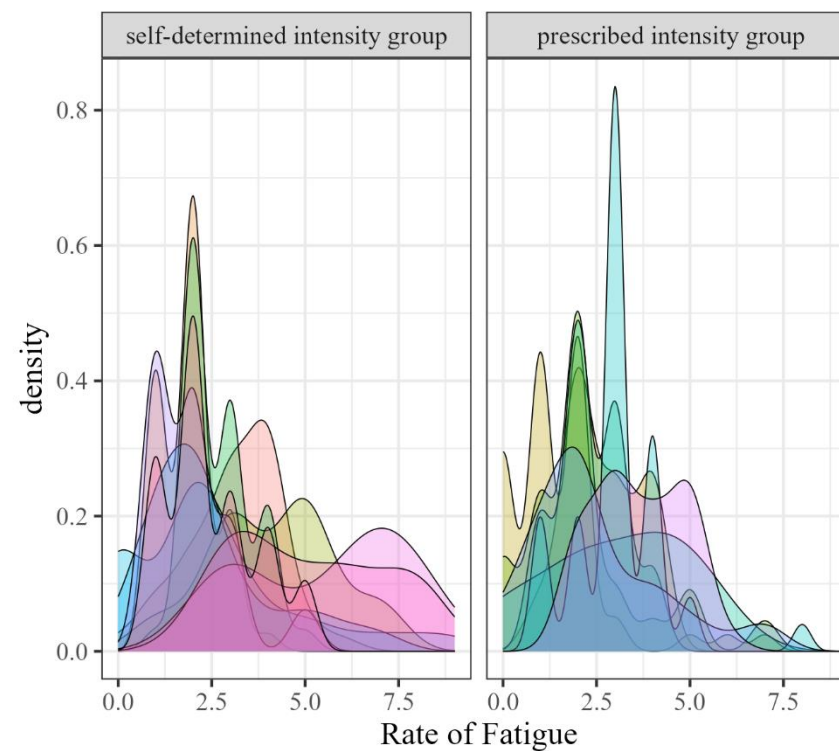 self-determined intensity group
prescribed intensity group
density
0.8
0.6
0.4
0.2
0.0
0.0 2.5 5.0 7.5
0.0 2.5 5.0 7.5
Rate of Fatigue